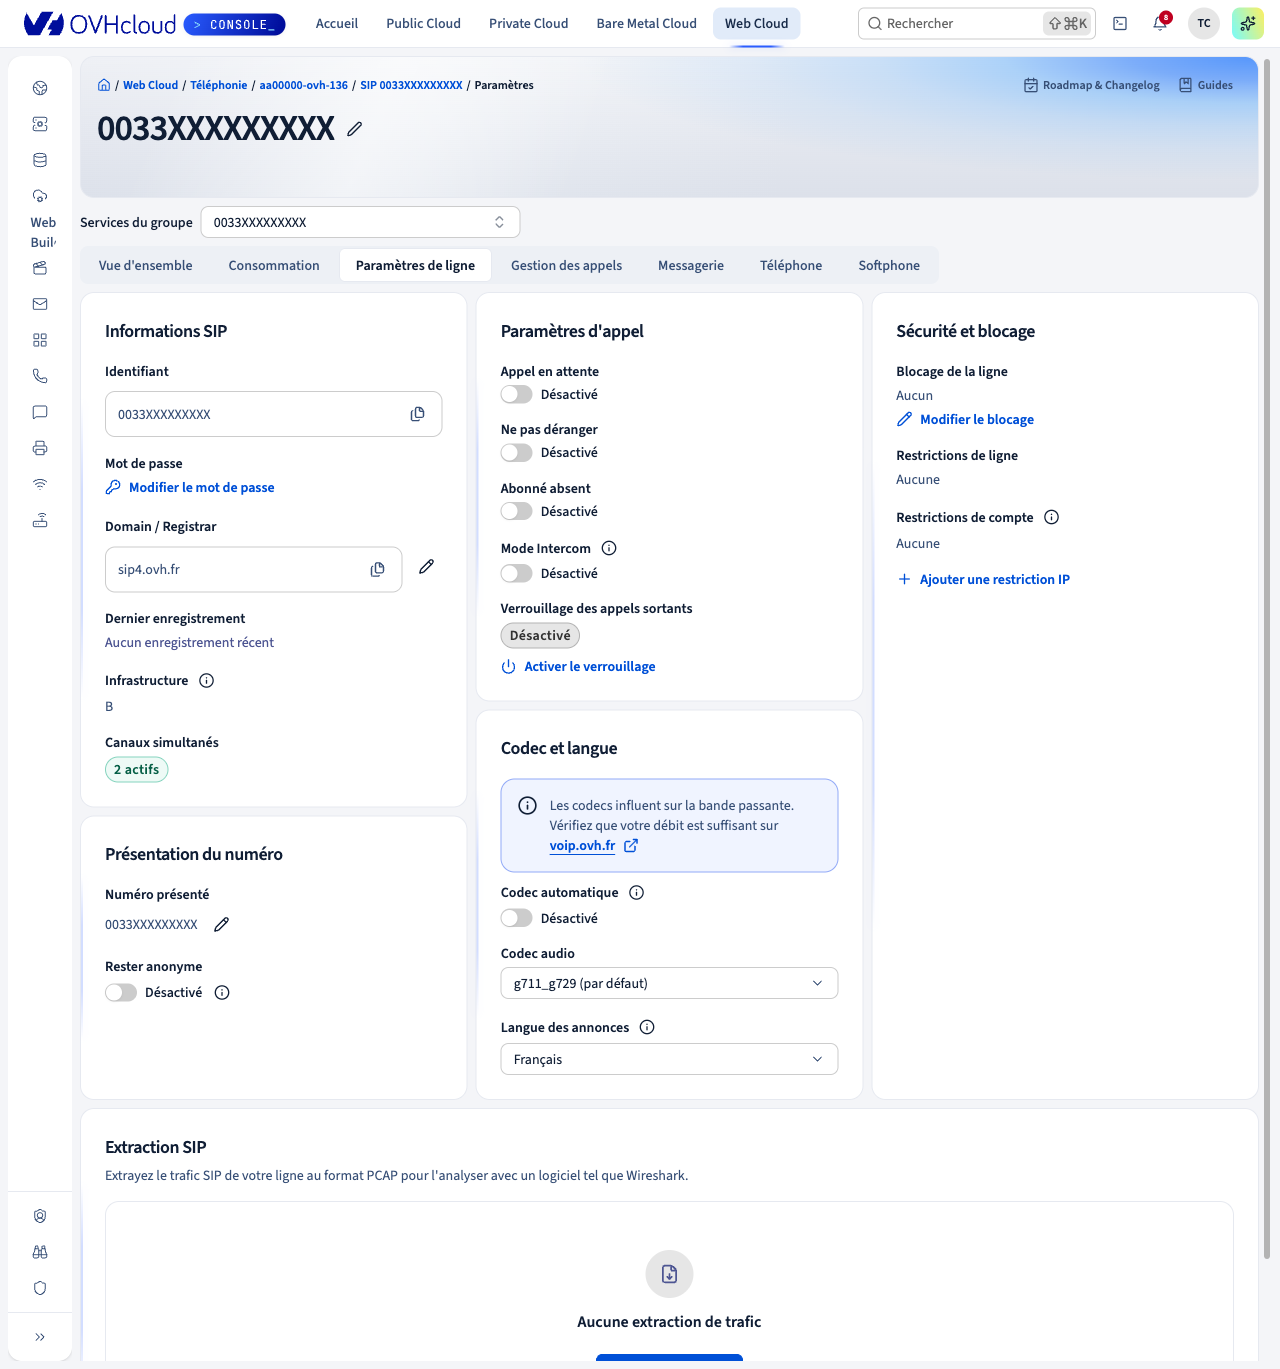 OVHcloud > CONSOLE_
Accueil
Public Cloud
Private Cloud
Bare Metal Cloud
Web Cloud
Rechercher
⇧⌘K
8
TC
Web
Buil
/ Web Cloud / Téléphonie / aa00000-ovh-136 / SIP 0033XXXXXXXXX / Paramètres
Roadmap & Changelog
Guides
0033XXXXXXXXX
Services du groupe
0033XXXXXXXXX
Vue d'ensemble
Consommation
Paramètres de ligne
Gestion des appels
Messagerie
Téléphone
Softphone
Informations SIP
Identifiant
0033XXXXXXXXX
Mot de passe
Modifier le mot de passe
Domain / Registrar
sip4.ovh.fr
Dernier enregistrement
Aucun enregistrement récent
Infrastructure
B
Canaux simultanés
2 actifs
Présentation du numéro
Numéro présenté
0033XXXXXXXXX
Rester anonyme
Désactivé
Paramètres d'appel
Appel en attente
Désactivé
Ne pas déranger
Désactivé
Abonné absent
Désactivé
Mode Intercom
Désactivé
Verrouillage des appels sortants
Désactivé
Activer le verrouillage
Codec et langue
Les codecs influent sur la bande passante.
Vérifiez que votre débit est suffisant sur
voip.ovh.fr
Codec automatique
Désactivé
Codec audio
g711_g729 (par défaut)
Langue des annonces
Français
Sécurité et blocage
Blocage de la ligne
Aucun
Modifier le blocage
Restrictions de ligne
Aucune
Restrictions de compte
Aucune
Ajouter une restriction IP
Extraction SIP
Extrayez le trafic SIP de votre ligne au format PCAP pour l'analyser avec un logiciel tel que Wireshark.
Aucune extraction de trafic